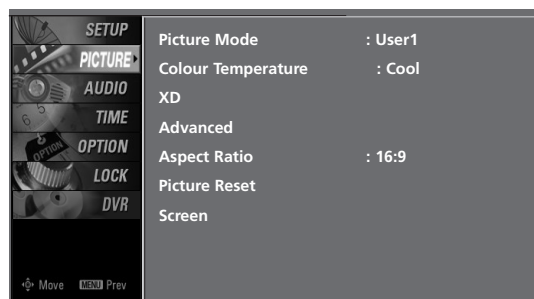 SETUP
PICTURE
AUDIO
TIME
OPTION
LOCK
DVR
Move MENU Prev
Picture Mode : User1
Colour Temperature : Cool
XD
Advanced
Aspect Ratio : 16:9
Picture Reset
Screen